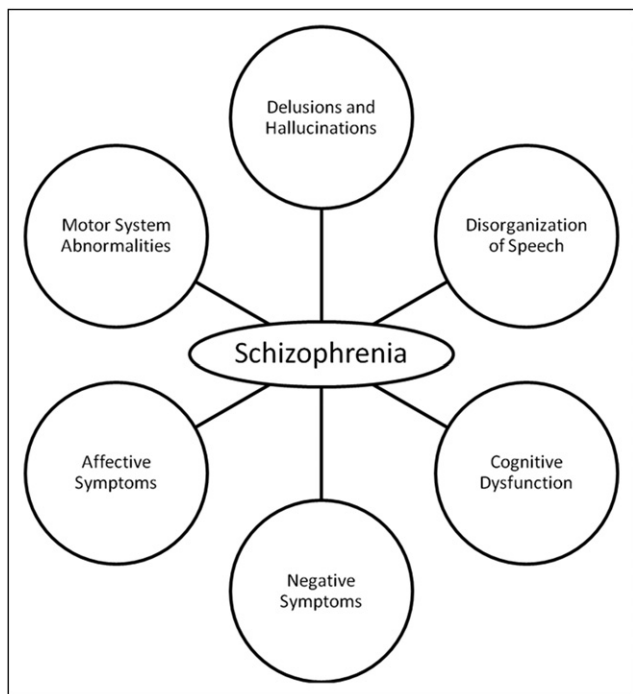 Delusions and
Hallucinations
Motor System
Abnormalities
Disorganization
of Speech
Schizophrenia
Affective
Symptoms
Cognitive
Dysfunction
Negative
Symptoms